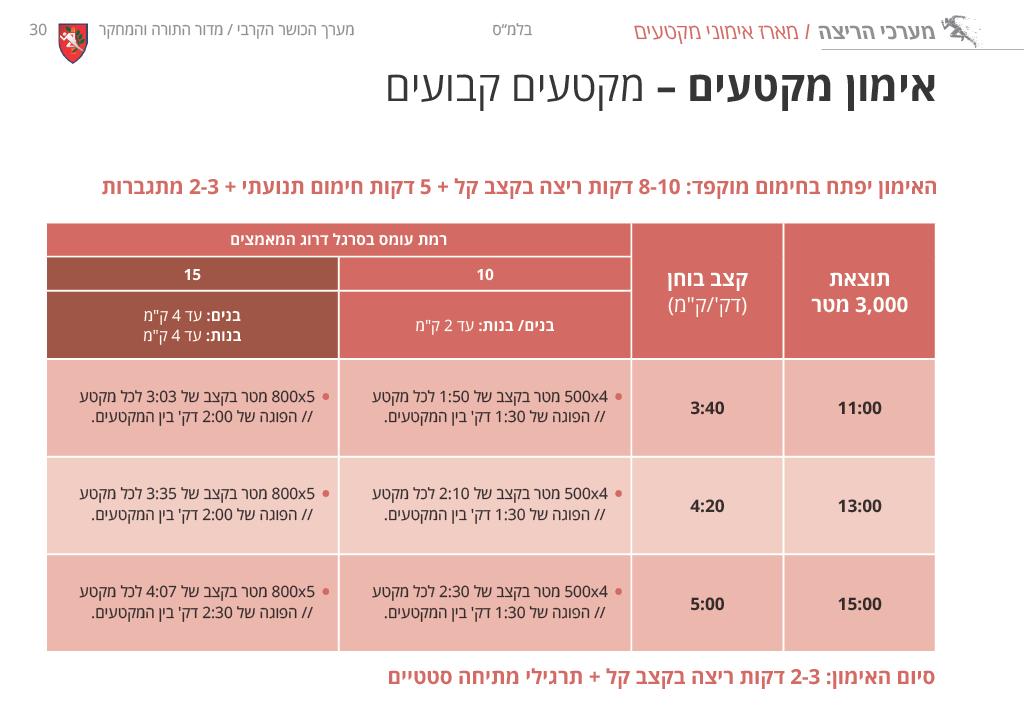 מערכי הריצה / מארז אימוני מקטעים
בלמ"ס
מערך הכושר הקרבי / מדור התורה והמחקר
30
אימון מקטעים – מקטעים קבועים
האימון יפתח בחימום מוקפד: 8-10 דקות ריצה בקצב קל + 5 דקות חימום תנועתי + 2-3 מתגברות
תוצאת
3,000 מטר
קצב בוחן
(דק'/ק"מ)
רמת עומס בסרגל דרוג המאמצים
10
15
בנים/ בנות: עד 2 ק"מ
בנים: עד 4 ק"מ
בנות: עד 4 ק"מ
11:00
3:40
• 500x4 מטר בקצב של 1:50 לכל מקטע
// הפוגה של 1:30 דק' בין המקטעים.
• 800x5 מטר בקצב של 3:03 לכל מקטע
// הפוגה של 2:00 דק' בין המקטעים.
13:00
4:20
• 500x4 מטר בקצב של 2:10 לכל מקטע
// הפוגה של 1:30 דק' בין המקטעים.
• 800x5 מטר בקצב של 3:35 לכל מקטע
// הפוגה של 2:00 דק' בין המקטעים.
15:00
5:00
• 500x4 מטר בקצב של 2:30 לכל מקטע
// הפוגה של 1:30 דק' בין המקטעים.
• 800x5 מטר בקצב של 4:07 לכל מקטע
// הפוגה של 2:30 דק' בין המקטעים.
סיום האימון: 2-3 דקות ריצה בקצב קל + תרגילי מתיחה סטטיים